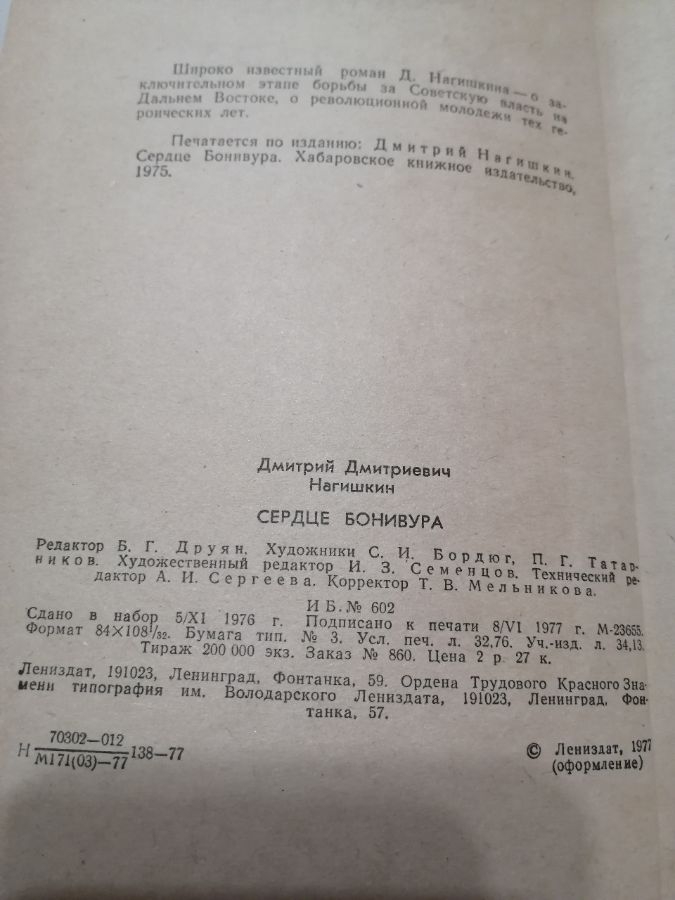 Широко известный роман Д. Нагишкина — о за-
ключительном этапе борьбы за Советскую власть на
Дальнем Востоке, о революционной молодежи тех ге-
роических лет.
Печатается по изданию: Дмитрий Нагишкин.
Сердце Бонивура. Хабаровское книжное издательство,
1975.
Дмитрий Дмитриевич
Нагишкин
СЕРДЦЕ БОНИВУРА
Редактор Б. Г. Друян. Художники С. И. Бордюг, П. Г. Татар-
ников. Художественный редактор И. З. Семенцов. Технический ре-
дактор А. И. Сергеева. Корректор Т. В. Мельникова.
И Б. № 602
Сдано в набор 5/XI 1976 г. Подписано к печати 8/VI 1977 г. М-23655.
Формат 84×108¹/₃₂. Бумага тип. № 3. Усл. печ. л. 32,76. Уч.-изд. л. 34,13.
Тираж 200 000 экз. Заказ № 860. Цена 2 р. 27 к.
Лениздат, 191023, Ленинград, Фонтанка, 59. Ордена Трудового Красного Зна-
мени типография им. Володарского Лениздата, 191023, Ленинград, Фон-
танка, 57.
Н 70302—012 / М171(03)—77 138—77
© Лениздат, 1977
(оформление)